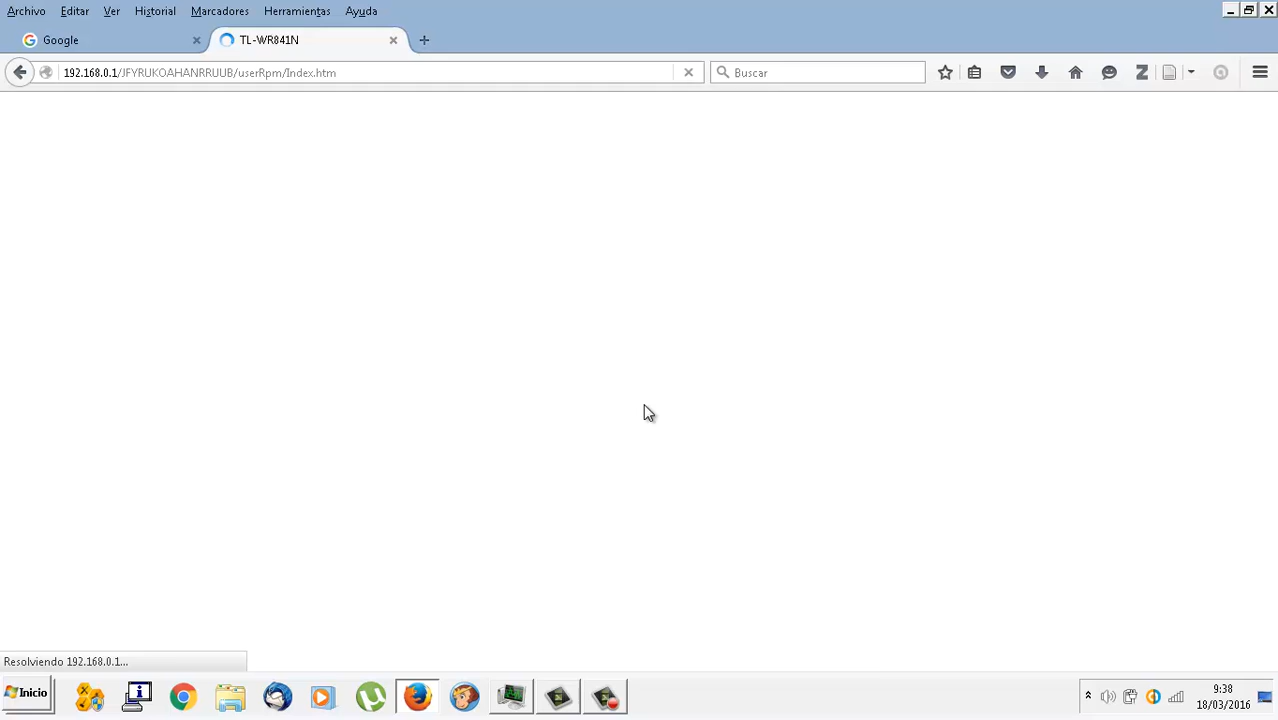 Archivo Editar Ver Historial Marcadores Herramientas Ayuda
Google TL-WR841N
192.168.0.1/JFYRUKOAHANRRUUB/userRpm/Index.htm Buscar
Resolviendo 192.168.0.1...
Inicio
9:38
18/03/2016